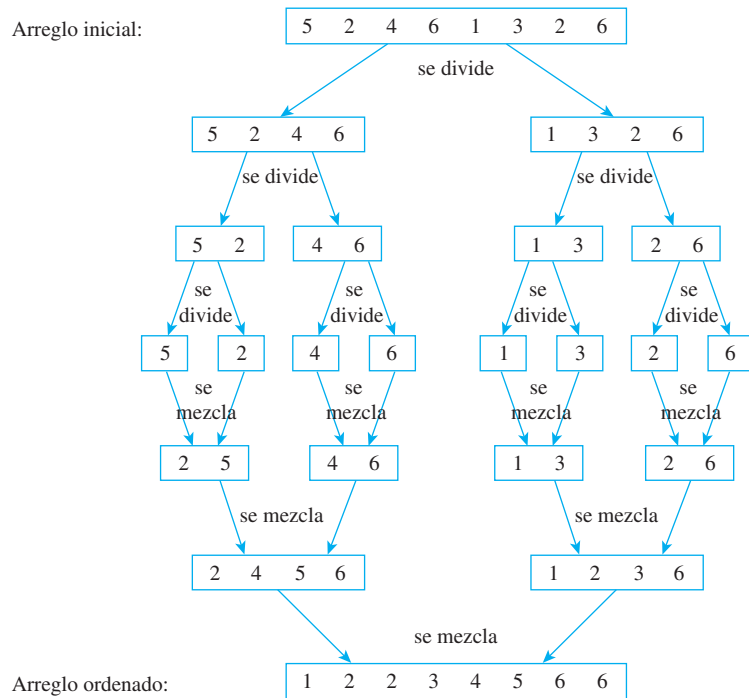 Arreglo inicial: 5 2 4 6 1 3 2 6
se divide
5 2 4 6 1 3 2 6
se divide se divide
5 2 4 6 1 3 2 6
se se se se
divide divide divide divide
5 2 4 6 1 3 2 6
se se se se
mezcla mezcla mezcla mezcla
2 5 4 6 1 3 2 6
se mezcla se mezcla
2 4 5 6 1 2 3 6
se mezcla
Arreglo ordenado: 1 2 2 3 4 5 6 6